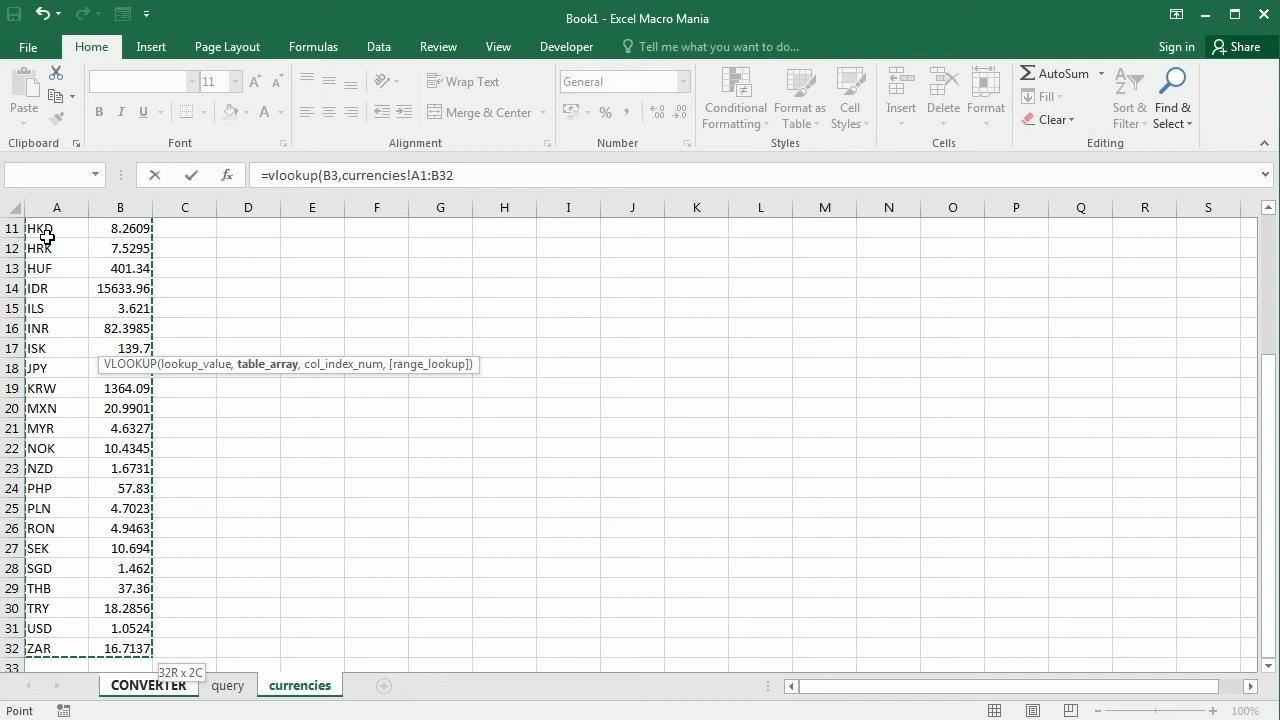 Book1 - Excel Macro Mania
File Home Insert Page Layout Formulas Data Review View Developer Tell me what you want to do... Sign in Share
Paste
Clipboard
11
B I U A
Font
Wrap Text
Merge & Center
Alignment
General
%
Number
Conditional Formatting
Format as Table
Cell Styles
Styles
Insert
Delete
Format
Cells
AutoSum
Fill
Clear
Sort & Filter
Find & Select
Editing
fx =vlookup(B3,currencies!A1:B32
A B C D E F G H I J K L M N O P Q R S
11 HKD 8.2609
12 HRK 7.5295
13 HUF 401.34
14 IDR 15633.96
15 ILS 3.621
16 INR 82.3985
17 ISK 139.7
VLOOKUP(lookup_value, table_array, col_index_num, [range_lookup])
18 JPY
19 KRW 1364.09
20 MXN 20.9901
21 MYR 4.6327
22 NOK 10.4345
23 NZD 1.6731
24 PHP 57.83
25 PLN 4.7023
26 RON 4.9463
27 SEK 10.694
28 SGD 1.462
29 THB 37.36
30 TRY 18.2856
31 USD 1.0524
32 ZAR 16.7137
33
32R x 2C
CONVERTER query currencies
Point
100%